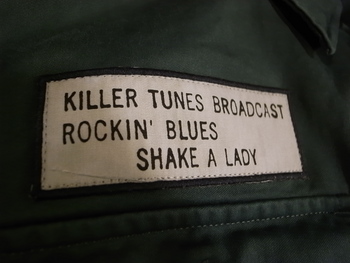 KILLER TUNES BROADCAST
ROCKIN' BLUES
SHAKE A LADY